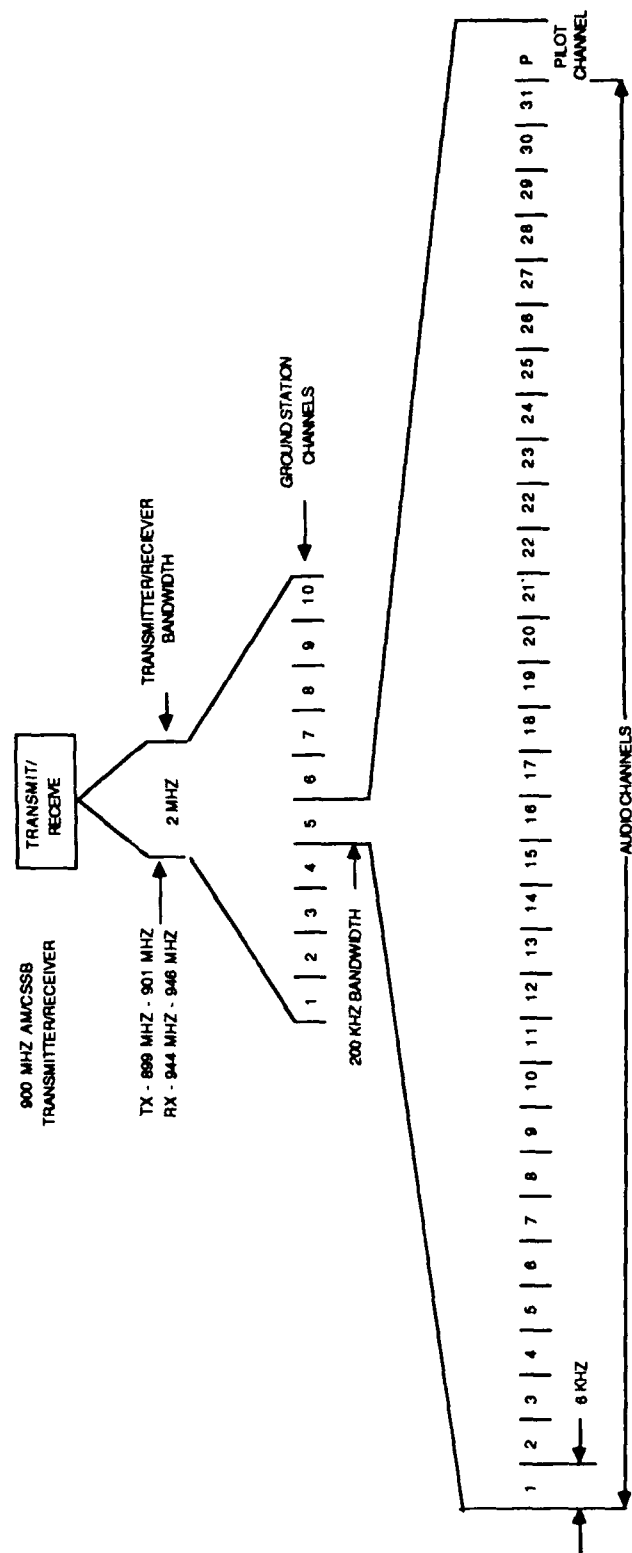 900 MHZ AM/CSSB
TRANSMITTER/RECEIVER
TRANSMIT/
RECEIVE
TX - 899 MHZ - 901 MHZ
RX - 944 MHZ - 946 MHZ
2 MHZ
TRANSMITTER/RECIEVER
BANDWIDTH
1 2 3 4 5 6 7 8 9 10
GROUND STATION
CHANNELS
200 KHZ BANDWIDTH
1 2 3 4 5 6 7 8 9 10 11 12 13 14 15 16 17 18 19 20 21 22 22 23 24 25 26 27 28 29 30 31 P
PILOT
CHANNEL
6 KHZ
AUDIO CHANNELS